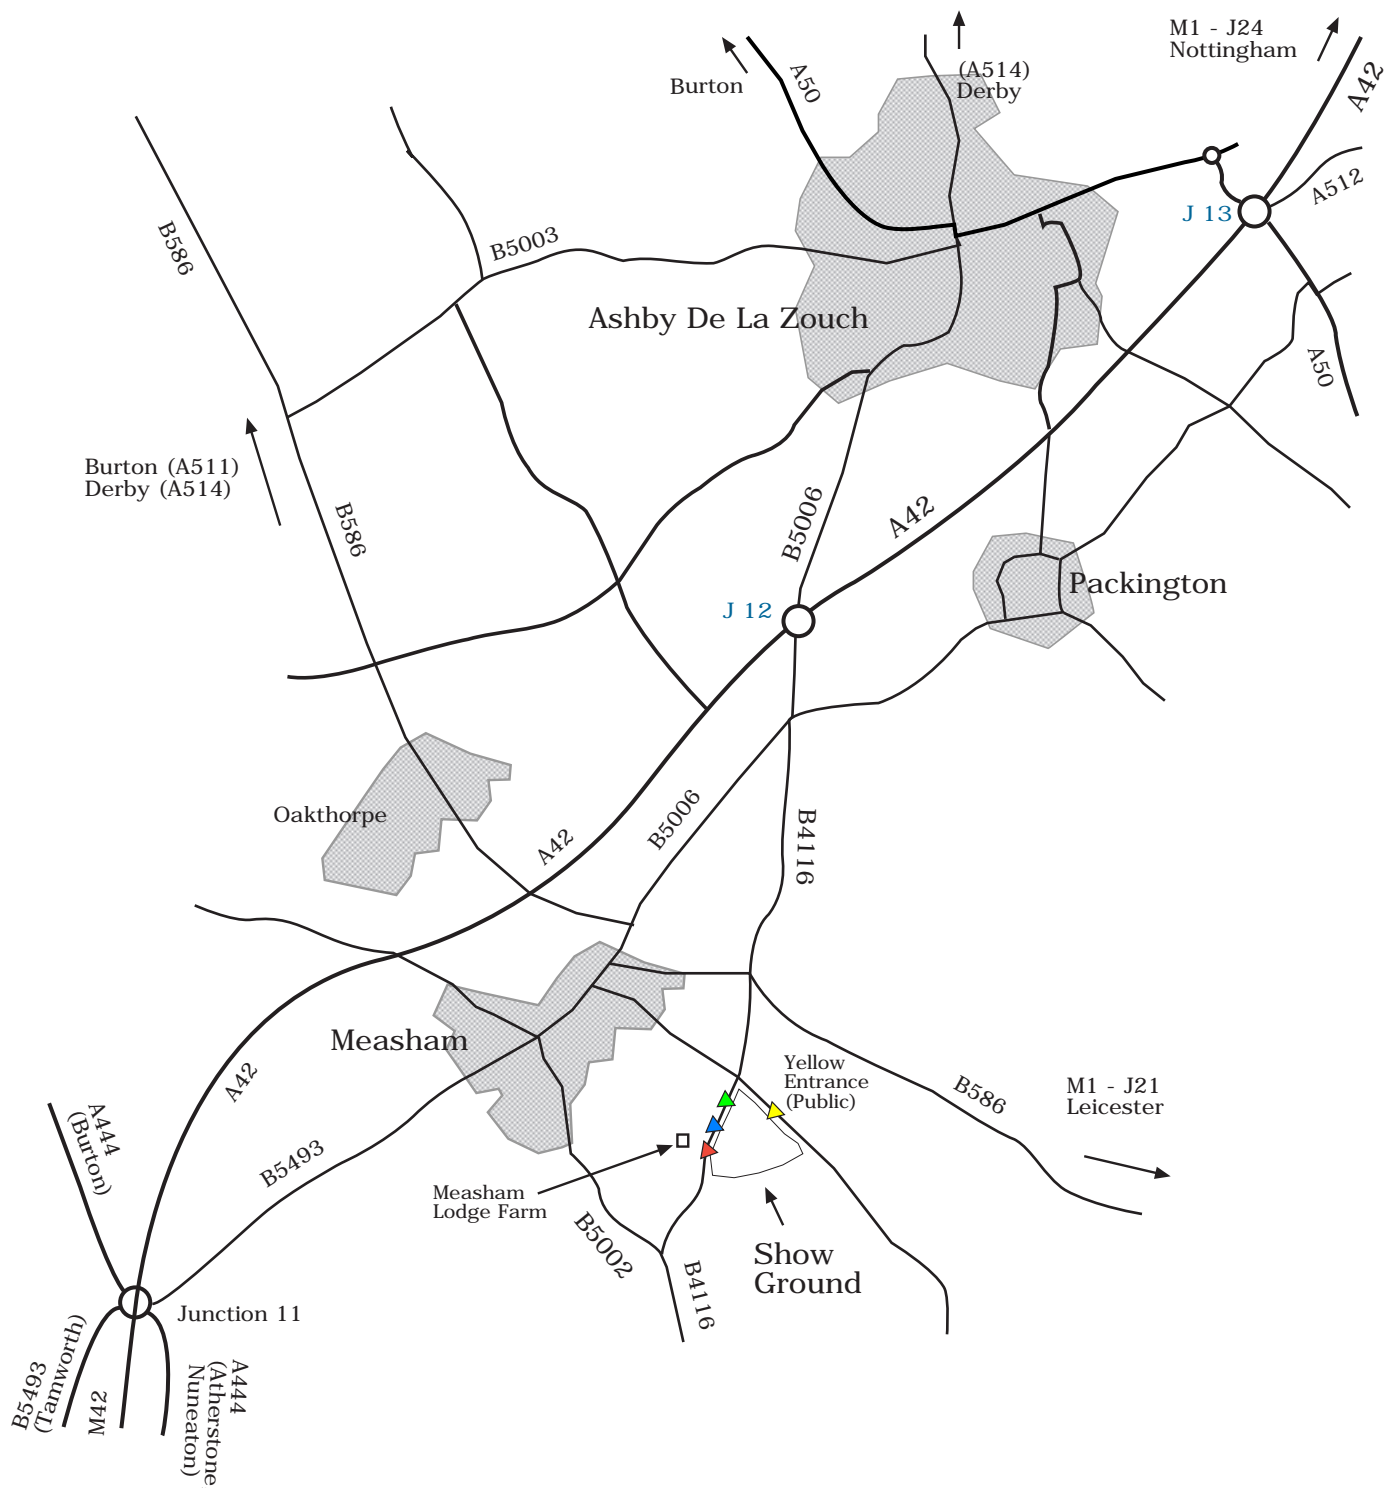 M1 - J24
Nottingham
(A514)
Derby
Burton
A50
A42
A512
J 13
B586
B5003
Ashby De La Zouch
A50
Burton (A511)
Derby (A514)
B586
B5006
A42
J 12
Packington
Oakthorpe
A42
B5006
B4116
Measham
A42
Yellow
Entrance
(Public)
B586
M1 - J21
Leicester
A444
(Burton)
B5493
Measham
Lodge Farm
B5002
Show
Ground
B4116
Junction 11
B5493
(Tamworth)
M42
A444
(Atherstone
Nuneaton)